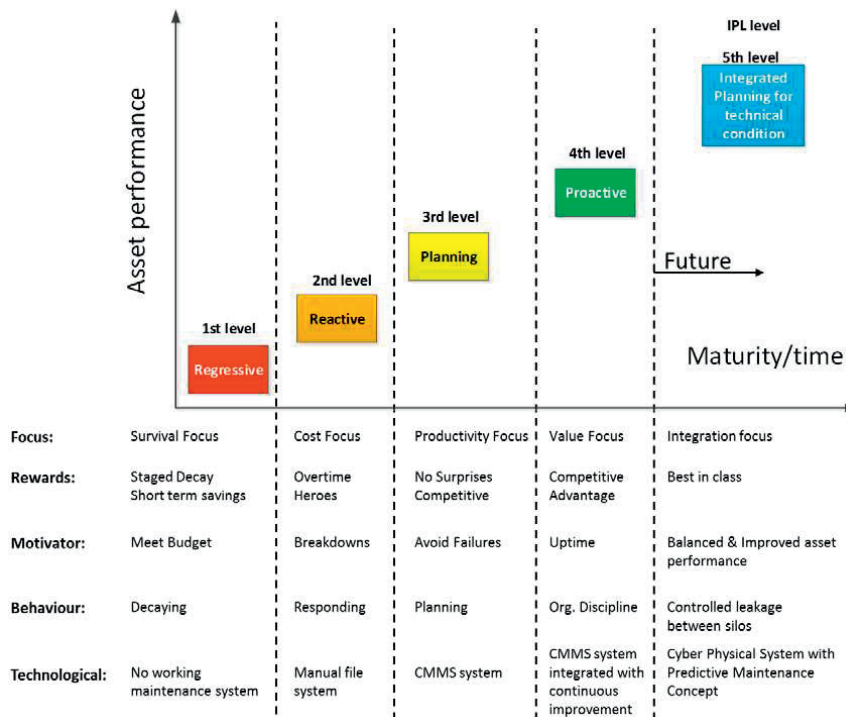 IPL level
5th level
Integrated
Planning for
technical
condition
4th level
Proactive
3rd level
Planning
2nd level
Reactive
1st level
Regressive
Asset performance
Future
Maturity/time
Focus: Survival Focus Cost Focus Productivity Focus Value Focus Integration focus
Rewards: Staged Decay Overtime No Surprises Competitive Best in class
Short term savings Heroes Competitive Advantage
Motivator: Meet Budget Breakdowns Avoid Failures Uptime Balanced & Improved asset
performance
Behaviour: Decaying Responding Planning Org. Discipline Controlled leakage
between silos
Technological: No working Manual file CMMS system CMMS system Cyber Physical System with
maintenance system system integrated with Predictive Maintenance
continuous Concept
improvement